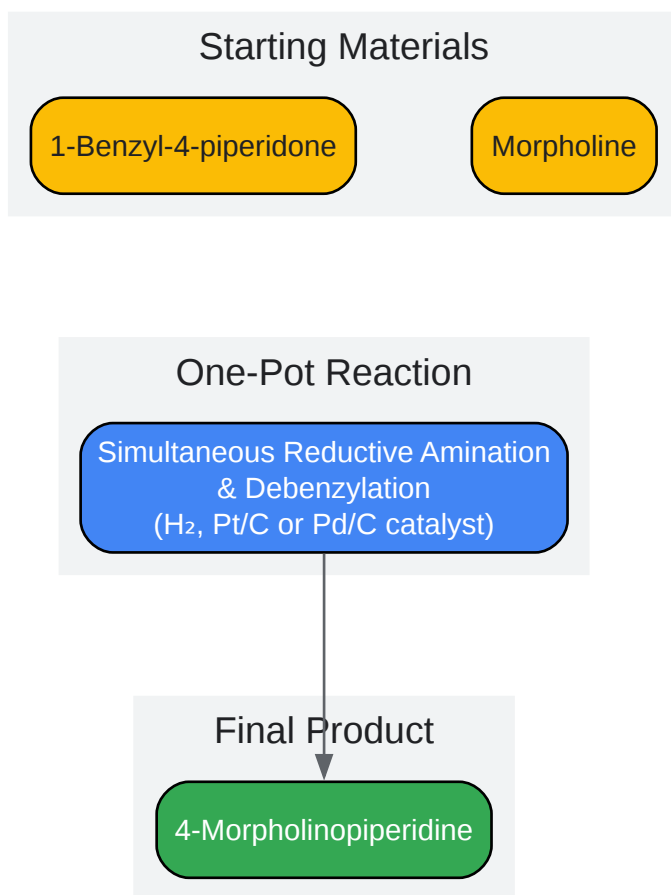 Starting Materials
1-Benzyl-4-piperidone
Morpholine
One-Pot Reaction
Simultaneous Reductive Amination
& Debenzylation
(H₂, Pt/C or Pd/C catalyst)
Final Product
4-Morpholinopiperidine